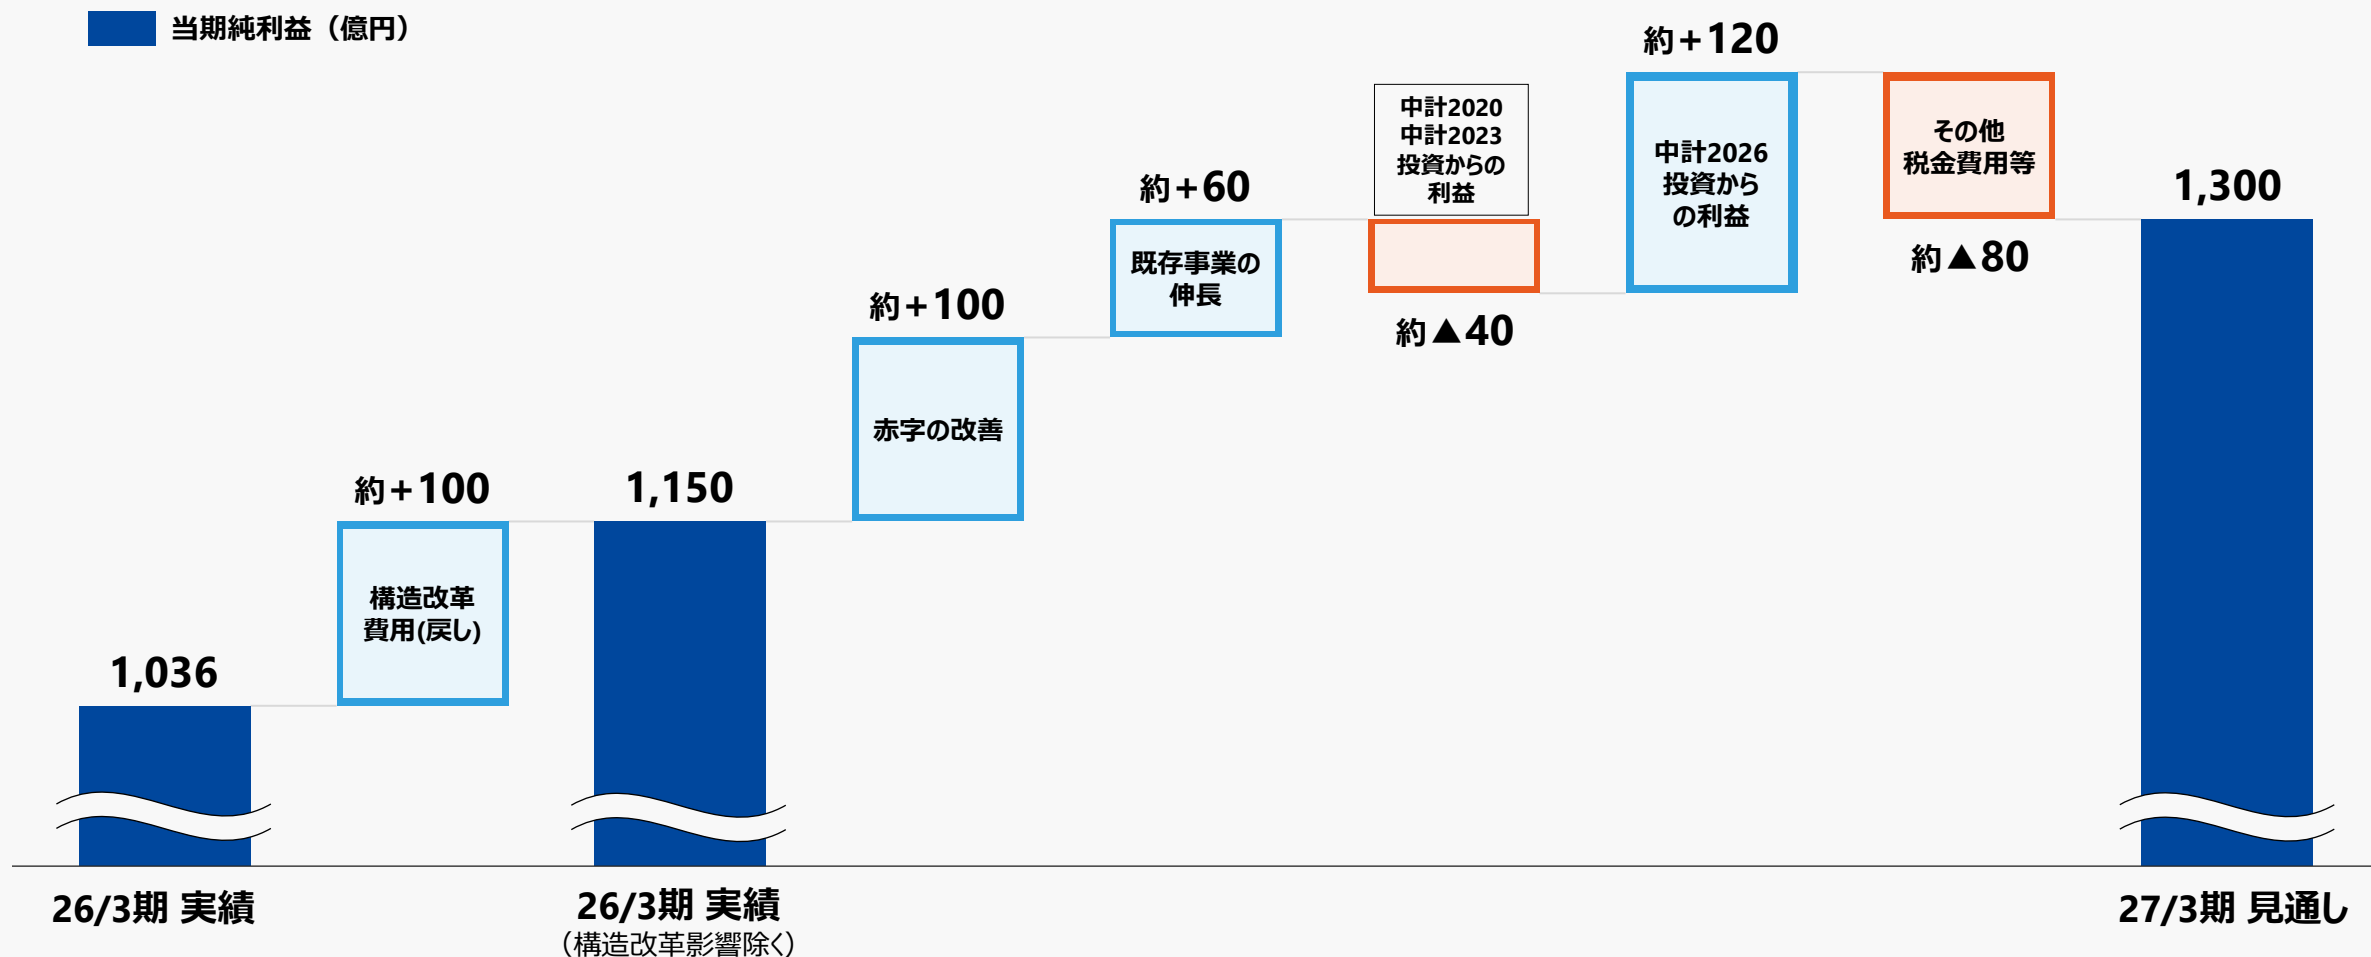 当期純利益（億円）
1,036
約+100
構造改革
費用(戻し)
1,150
約+100
赤字の改善
約+60
既存事業の
伸長
中計2020
中計2023
投資からの
利益
約▲40
約+120
中計2026
投資から
の利益
その他
税金費用等
約▲80
1,300
26/3期 実績
26/3期 実績
（構造改革影響除く）
27/3期 見通し